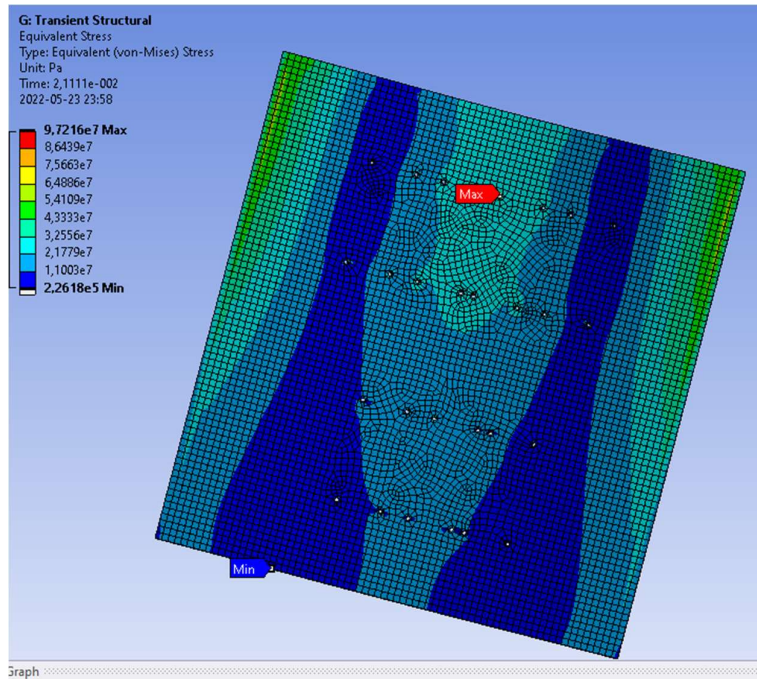 G: Transient Structural
Equivalent Stress
Type: Equivalent (von-Mises) Stress
Unit: Pa
Time: 2,1111e-002
2022-05-23 23:58
9,7216e7 Max
8,6439e7
7,5663e7
6,4886e7
5,4109e7
4,3333e7
3,2556e7
2,1779e7
1,1003e7
2,2618e5 Min
Max
Min
Graph